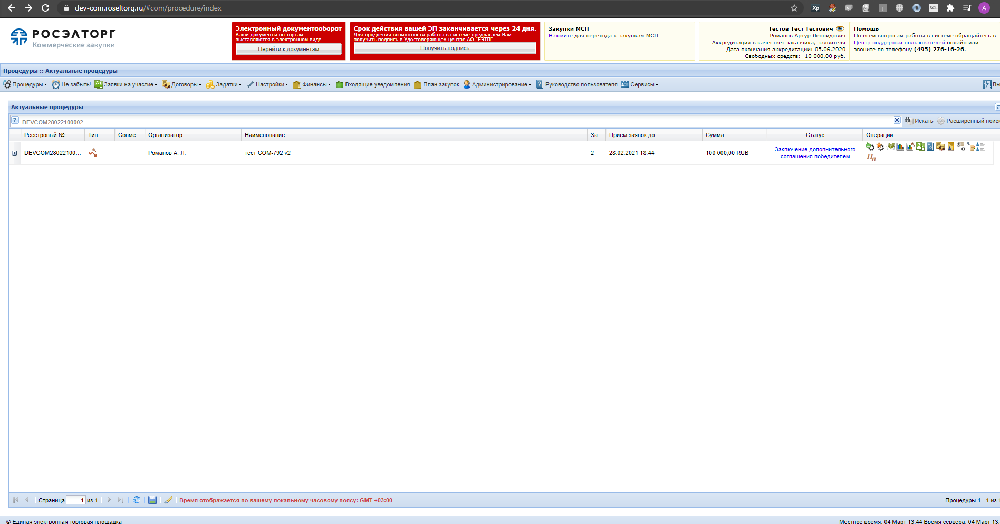 dev-com.roseltorg.ru/#com/procedure/index
Xp
SCL
A
РОСЭЛТОРГ
Коммерческие закупки
Электронный документооборот
Ваши документы по торгам
выставляются в электронном виде
Перейти к документам
Срок действия вашей ЭП заканчивается через 24 дня.
Для продления возможности работы в системе предлагаем Вам
получить подпись в Удостоверяющем центре АО "ЕЭТП"
Получить подпись
Закупки МСП
Нажмите для перехода к закупкам МСП
Тестов Тест Тестович
Романов Артур Леонидович
Аккредитация в качестве: заказчика, заявителя
Дата окончания аккредитации: 05.06.2020
Свободных средств: -10 000,00 руб.
Помощь
По всем вопросам работы в системе обращайтесь в
Центр поддержки пользователей онлайн или
звоните по телефону (495) 276-16-26.
Процедуры :: Актуальные процедуры
Процедуры Не забыть! Заявки на участие Договоры Задатки Настройки Финансы Входящие уведомления План закупок Администрирование Руководство пользователя Сервисы Вы
Актуальные процедуры
DEVCOM28022100002 Искать Расширенный поиск
Реестровый № Тип Совме... Организатор Наименование За... Приём заявок до Сумма Статус Операции
DEVCOM28022100... Романов А. Л. тест COM-792 v2 2 28.02.2021 18:44 100 000,00 RUB Заключение дополнительного
соглашения победителем
Страница 1 из 1 Время отображается по вашему локальному часовому поясу: GMT +03:00 Процедуры 1 - 1 из 1
© Единая электронная торговая площадка Местное время: 04 Март 13:44 Время сервера: 04 Март 13: